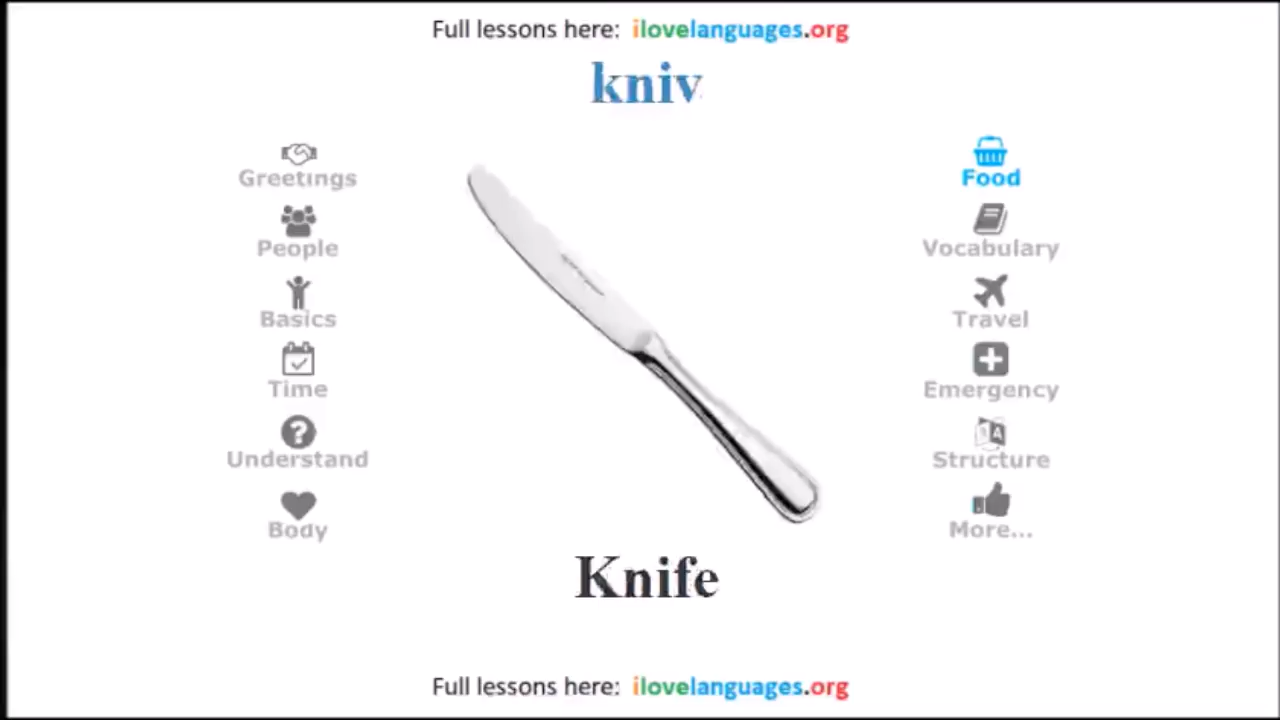 Full lessons here: ilovelanguages.org
kniv
Greetings
People
Basics
Time
Understand
Body
Food
Vocabulary
Travel
Emergency
Structure
More...
Knife
Full lessons here: ilovelanguages.org